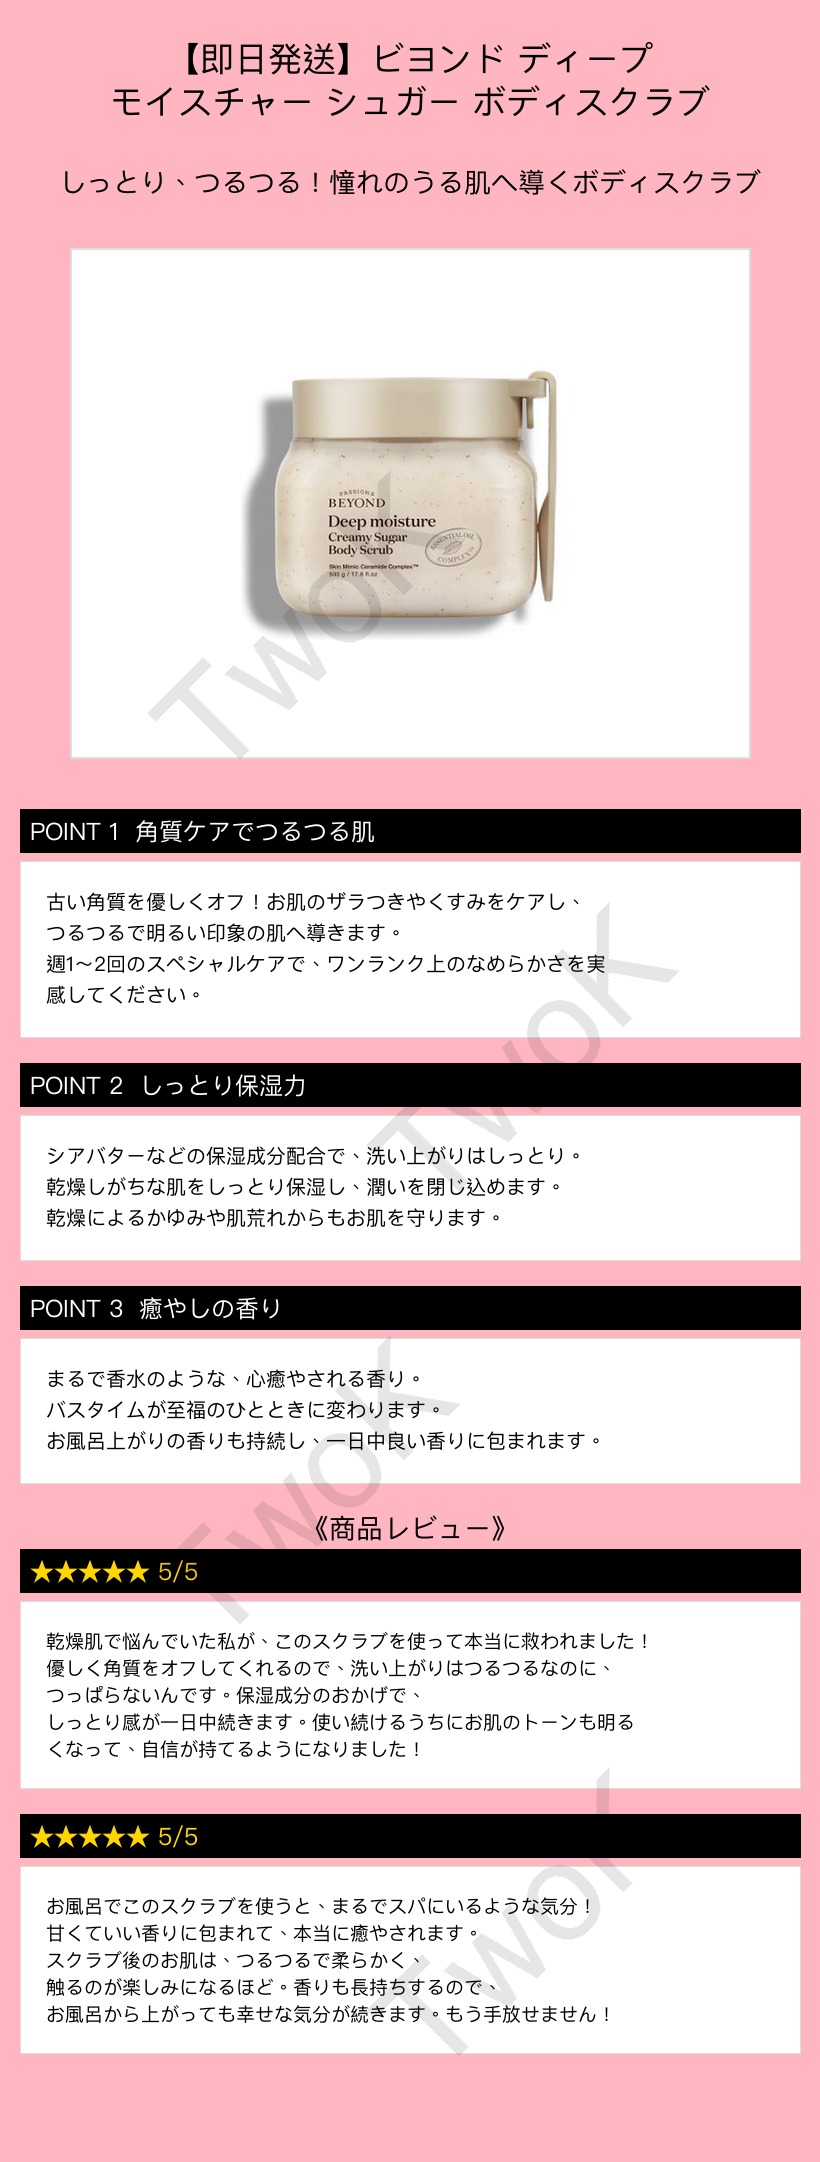 【即日発送】ビヨンド ディープ
モイスチャー シュガー ボディスクラブ
しっとり、つるつる！憧れのうる肌へ導くボディスクラブ
PASSION&
BEYOND
Deep moisture
Creamy Sugar
Body Scrub
ESSENTIAL OIL
COMPLEX™
Skin Mimic Ceramide Complex™
500 g / 17.6 fl.oz
TwoK
POINT 1 角質ケアでつるつる肌
古い角質を優しくオフ！お肌のザラつきやくすみをケアし、
つるつるで明るい印象の肌へ導きます。
週1～2回のスペシャルケアで、ワンランク上のなめらかさを実
感してください。
TwoK
POINT 2 しっとり保湿力
シアバターなどの保湿成分配合で、洗い上がりはしっとり。
乾燥しがちな肌をしっとり保湿し、潤いを閉じ込めます。
乾燥によるかゆみや肌荒れからもお肌を守ります。
POINT 3 癒やしの香り
まるで香水のような、心癒やされる香り。
バスタイムが至福のひとときに変わります。
お風呂上がりの香りも持続し、一日中良い香りに包まれます。
TwoK
《商品レビュー》
★★★★★ 5/5
乾燥肌で悩んでいた私が、このスクラブを使って本当に救われました！
優しく角質をオフしてくれるので、洗い上がりはつるつるなのに、
つっぱらないんです。保湿成分のおかげで、
しっとり感が一日中続きます。使い続けるうちにお肌のトーンも明る
くなって、自信が持てるようになりました！
★★★★★ 5/5
お風呂でこのスクラブを使うと、まるでスパにいるような気分！
甘くていい香りに包まれて、本当に癒やされます。
スクラブ後のお肌は、つるつるで柔らかく、
触るのが楽しみになるほど。香りも長持ちするので、
お風呂から上がっても幸せな気分が続きます。もう手放せません！
TwoK